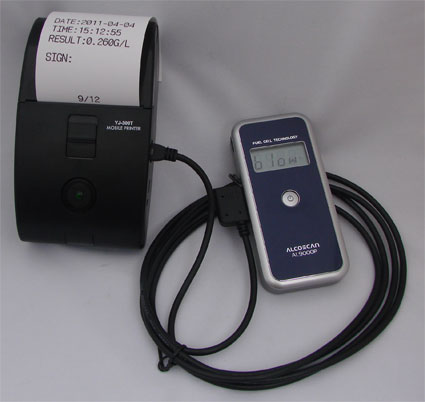 DATE:2011-04-04
TIME:15:12:55
RESULT:0.260G/L
SIGN:
9/12
YJ-300T
MOBILE PRINTER
FUEL CELL TECHNOLOGY
blow
ALCOSCAN
AL9000P